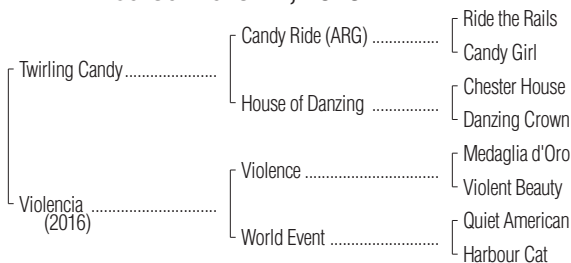 Ride the Rails
Candy Ride (ARG) ................
Candy Girl
Twirling Candy ......................
Chester House
House of Danzing ................
Danzing Crown
Medaglia d'Oro
Violence ................................
Violent Beauty
Violencia ..............................
(2016)
Quiet American
World Event ..........................
Harbour Cat